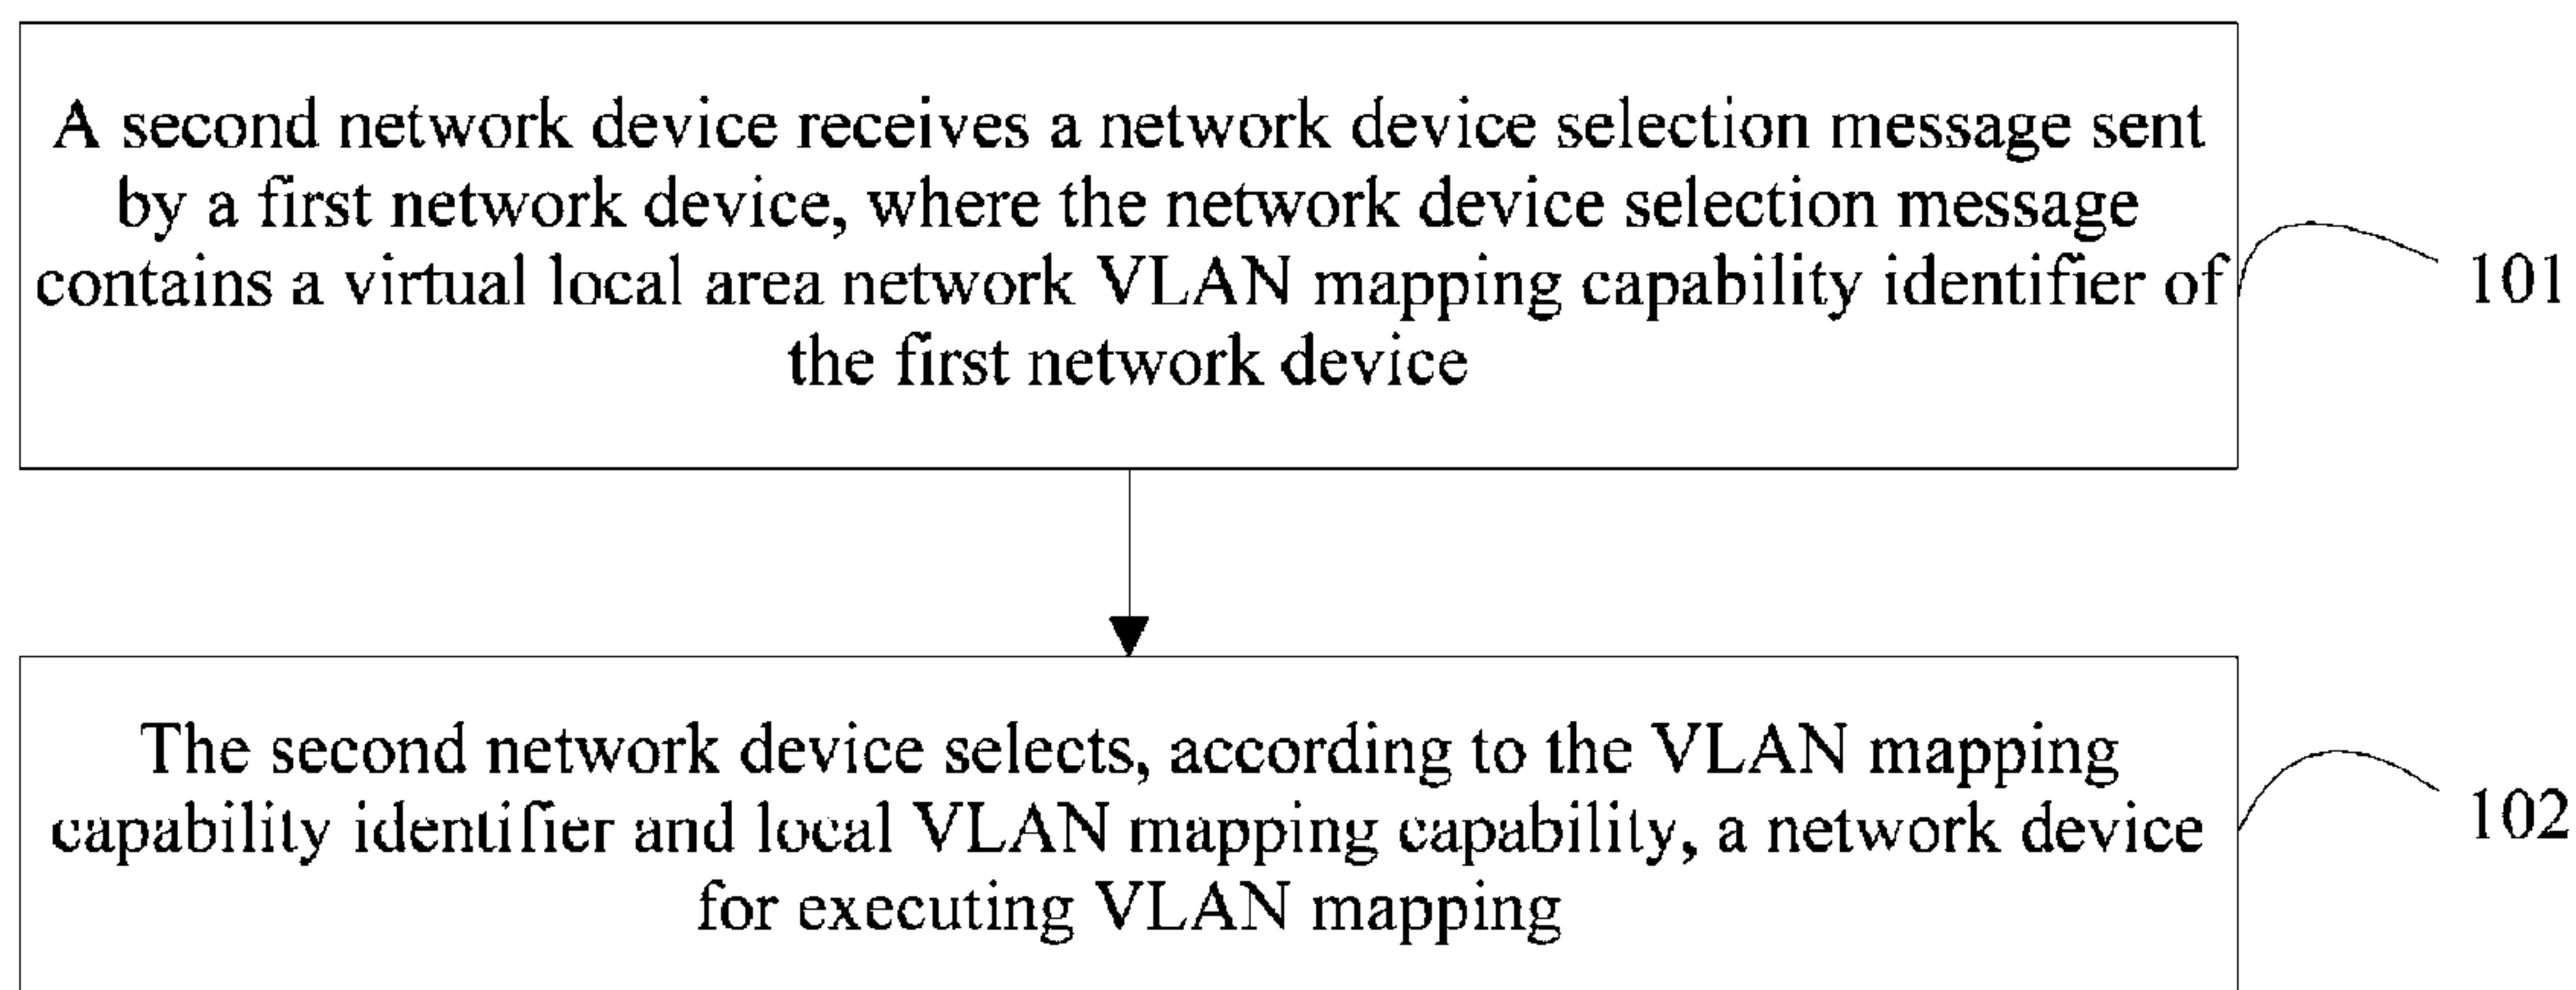 A second network device receives a network device selection message sent
by a first network device, where the network device selection message
contains a virtual local area network VLAN mapping capability identifier of
the first network device
101
The second network device selects, according to the VLAN mapping
capability identifier and local VLAN mapping capability, a network device
for executing VLAN mapping
102